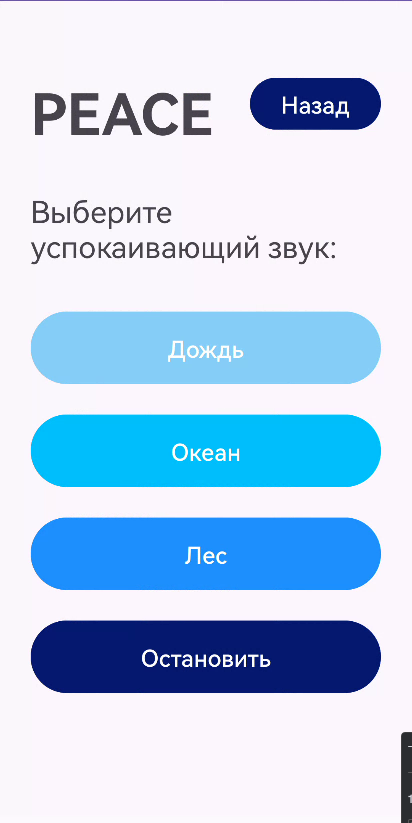 PEACE
Назад
Выберите
успокаивающий звук:
Дождь
Океан
Лес
Остановить